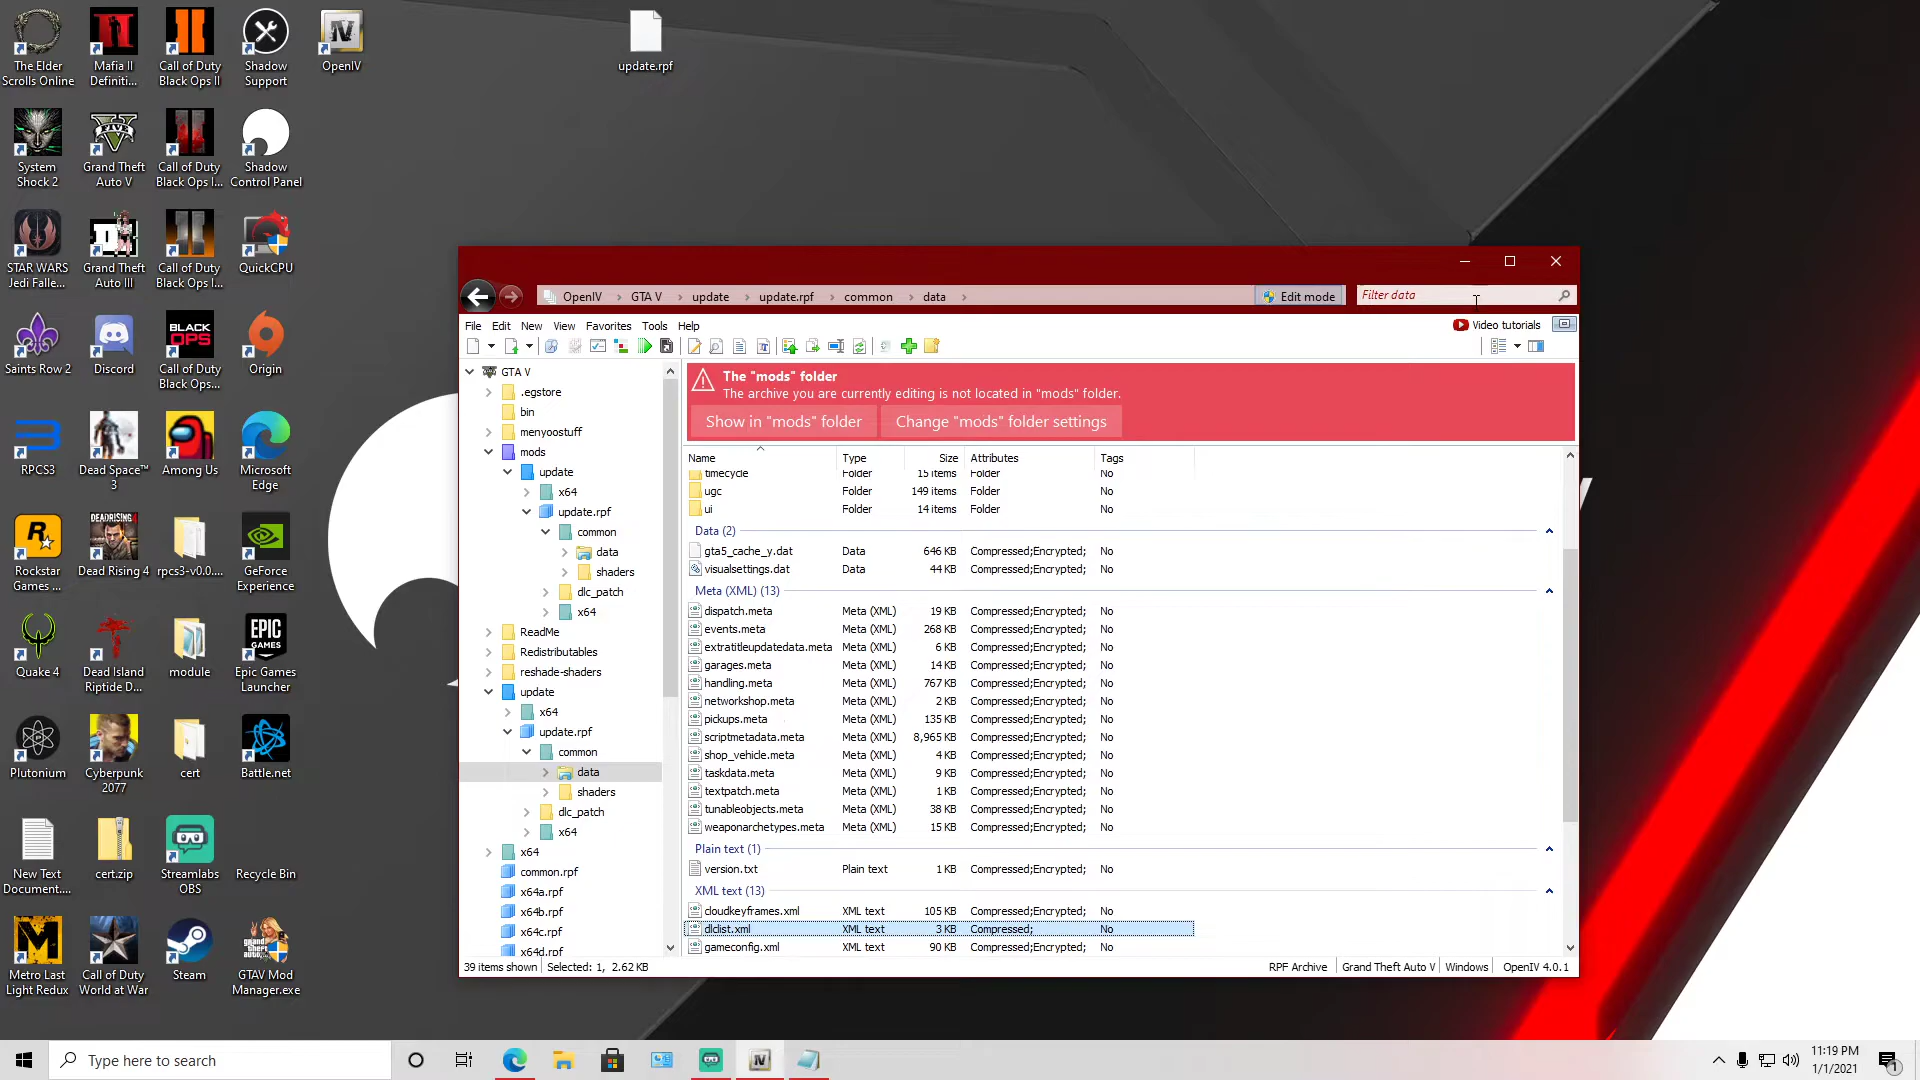 The Elder
Scrolls Online
Mafia II
Definiti...
Call of Duty
Black Ops II
Shadow
Support
OpenIV
update.rpf
System
Shock 2
Grand Theft
Auto V
Call of Duty
Black Ops I...
Shadow
Control Panel
STAR WARS
Jedi Falle...
Grand Theft
Auto III
Call of Duty
Black Ops I...
QuickCPU
Saints Row 2
Discord
BLACK
OPS
Call of Duty
Black Ops...
Origin
RPCS3
Dead Space™
3
Among Us
Microsoft
Edge
Rockstar
Games ...
DEADRISING 4
Dead Rising 4
rpcs3-v0.0....
GeForce
Experience
Quake 4
Dead Island
Riptide D...
module
EPIC
GAMES
Epic Games
Launcher
Plutonium
Cyberpunk
2077
cert
Battle.net
New Text
Document....
cert.zip
Streamlabs
OBS
Recycle Bin
Metro Last
Light Redux
Call of Duty
World at War
Steam
GTAV Mod
Manager.exe
OpenIV › GTA V › update › update.rpf › common › data ›
Edit mode
Filter data
File Edit New View Favorites Tools Help
Video tutorials
GTA V
.egstore
bin
menyoostuff
mods
update
x64
update.rpf
common
data
shaders
dlc_patch
x64
ReadMe
Redistributables
reshade-shaders
update
x64
update.rpf
common
data
shaders
dlc_patch
x64
x64
common.rpf
x64a.rpf
x64b.rpf
x64c.rpf
x64d.rpf
The "mods" folder
The archive you are currently editing is not located in "mods" folder.
Show in "mods" folder
Change "mods" folder settings
Name Type Size Attributes Tags
timecycle Folder 15 items Folder No
ugc Folder 149 items Folder No
ui Folder 14 items Folder No
Data (2)
gta5_cache_y.dat Data 646 KB Compressed;Encrypted; No
visualsettings.dat Data 44 KB Compressed;Encrypted; No
Meta (XML) (13)
dispatch.meta Meta (XML) 19 KB Compressed;Encrypted; No
events.meta Meta (XML) 268 KB Compressed;Encrypted; No
extratitleupdatedata.meta Meta (XML) 6 KB Compressed;Encrypted; No
garages.meta Meta (XML) 14 KB Compressed;Encrypted; No
handling.meta Meta (XML) 767 KB Compressed;Encrypted; No
networkshop.meta Meta (XML) 2 KB Compressed;Encrypted; No
pickups.meta Meta (XML) 135 KB Compressed;Encrypted; No
scriptmetadata.meta Meta (XML) 8,965 KB Compressed;Encrypted; No
shop_vehicle.meta Meta (XML) 4 KB Compressed;Encrypted; No
taskdata.meta Meta (XML) 9 KB Compressed;Encrypted; No
textpatch.meta Meta (XML) 1 KB Compressed;Encrypted; No
tunableobjects.meta Meta (XML) 38 KB Compressed;Encrypted; No
weaponarchetypes.meta Meta (XML) 15 KB Compressed;Encrypted; No
Plain text (1)
version.txt Plain text 1 KB Compressed;Encrypted; No
XML text (13)
cloudkeyframes.xml XML text 105 KB Compressed;Encrypted; No
dlclist.xml XML text 3 KB Compressed; No
gameconfig.xml XML text 90 KB Compressed;Encrypted; No
39 items shown Selected: 1, 2.62 KB
RPF Archive Grand Theft Auto V Windows OpenIV 4.0.1
Type here to search
11:19 PM
1/1/2021
1